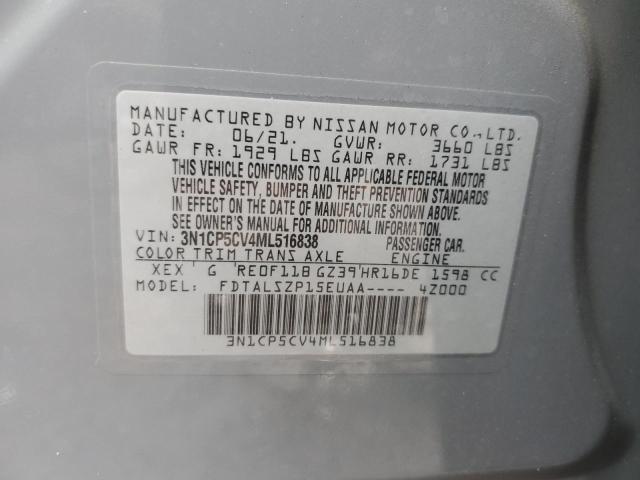 MANUFACTURED BY NISSAN MOTOR CO.,LTD.
DATE: 06/21. GVWR: 3660 LBS
GAWR FR: 1929 LBS GAWR RR: 1731 LBS
THIS VEHICLE CONFORMS TO ALL APPLICABLE FEDERAL MOTOR
VEHICLE SAFETY, BUMPER AND THEFT PREVENTION STANDARDS
IN EFFECT ON THE DATE OF MANUFACTURE SHOWN ABOVE.
SEE OWNER'S MANUAL FOR ADDITIONAL INFORMATION.
VIN: 3N1CP5CV4ML516838 PASSENGER CAR.
COLOR TRIM TRANS AXLE ENGINE
XEX G RE0F11B GZ39 HR16DE 1598 CC
MODEL: FDTALSZP15EUAA---- 4Z000
3N1CP5CV4ML516838